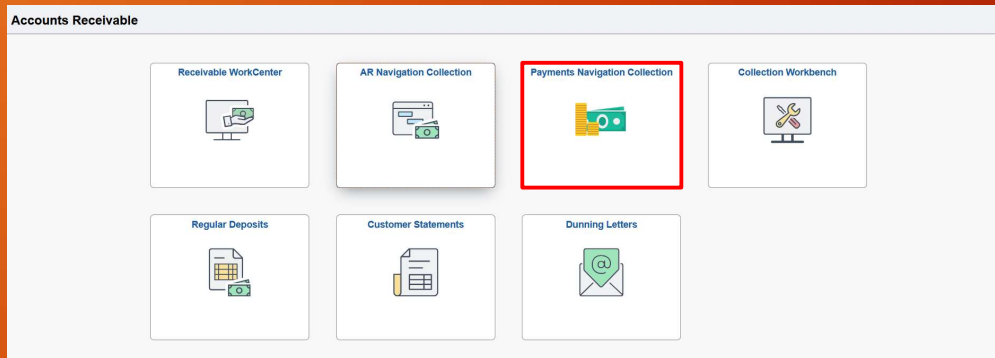 Accounts Receivable
Receivable WorkCenter
AR Navigation Collection
Payments Navigation Collection
Collection Workbench
Regular Deposits
Customer Statements
Dunning Letters
@